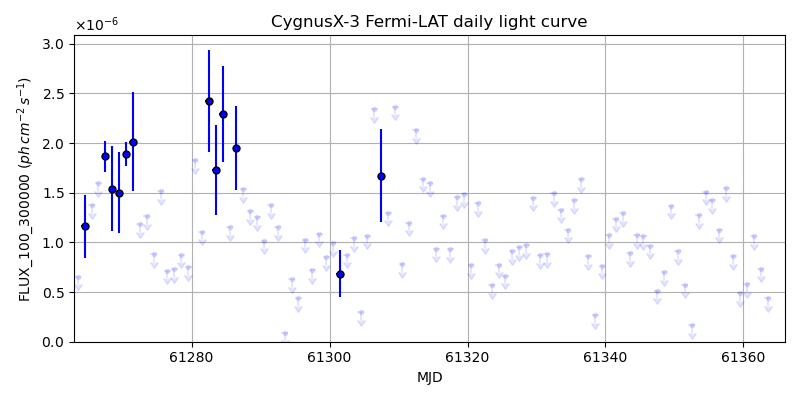 CygnusX-3 Fermi-LAT daily light curve
×10⁻⁶
3.0
2.5
2.0
1.5
1.0
0.5
0.0
FLUX_100_300000 (ph cm⁻² s⁻¹)
61280 61300 61320 61340 61360
MJD